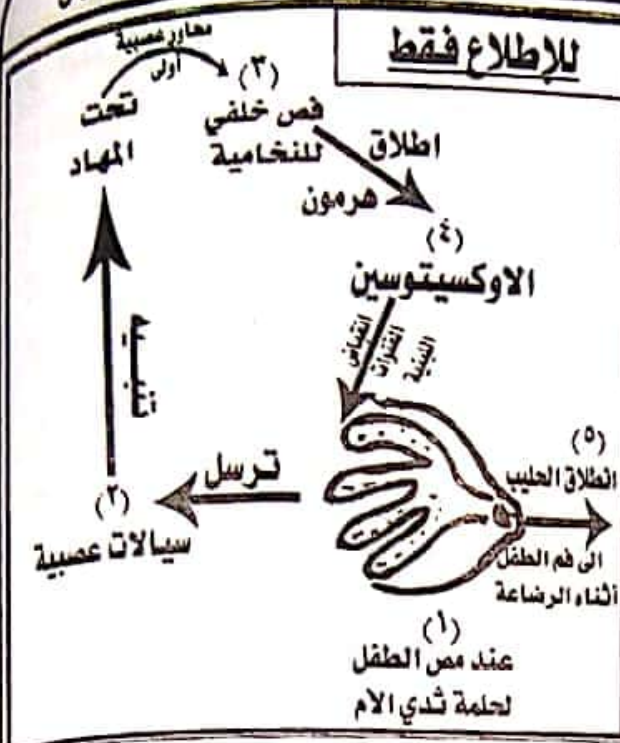 للإطلاع فقط
محاور عصبية
أولى
تحت
المهاد
(٣)
فص خلفي
للنخامية
اطلاق
هرمون
(٤)
الاوكسيتوسين
انقباض
القنوات
اللبنية
(٥)
انطلاق الحليب
الى فم الطفل
أثناء الرضاعة
(١)
عند مص الطفل
لحلمة ثدي الام
ترسل
(٢)
سيالات عصبية
تنبيه